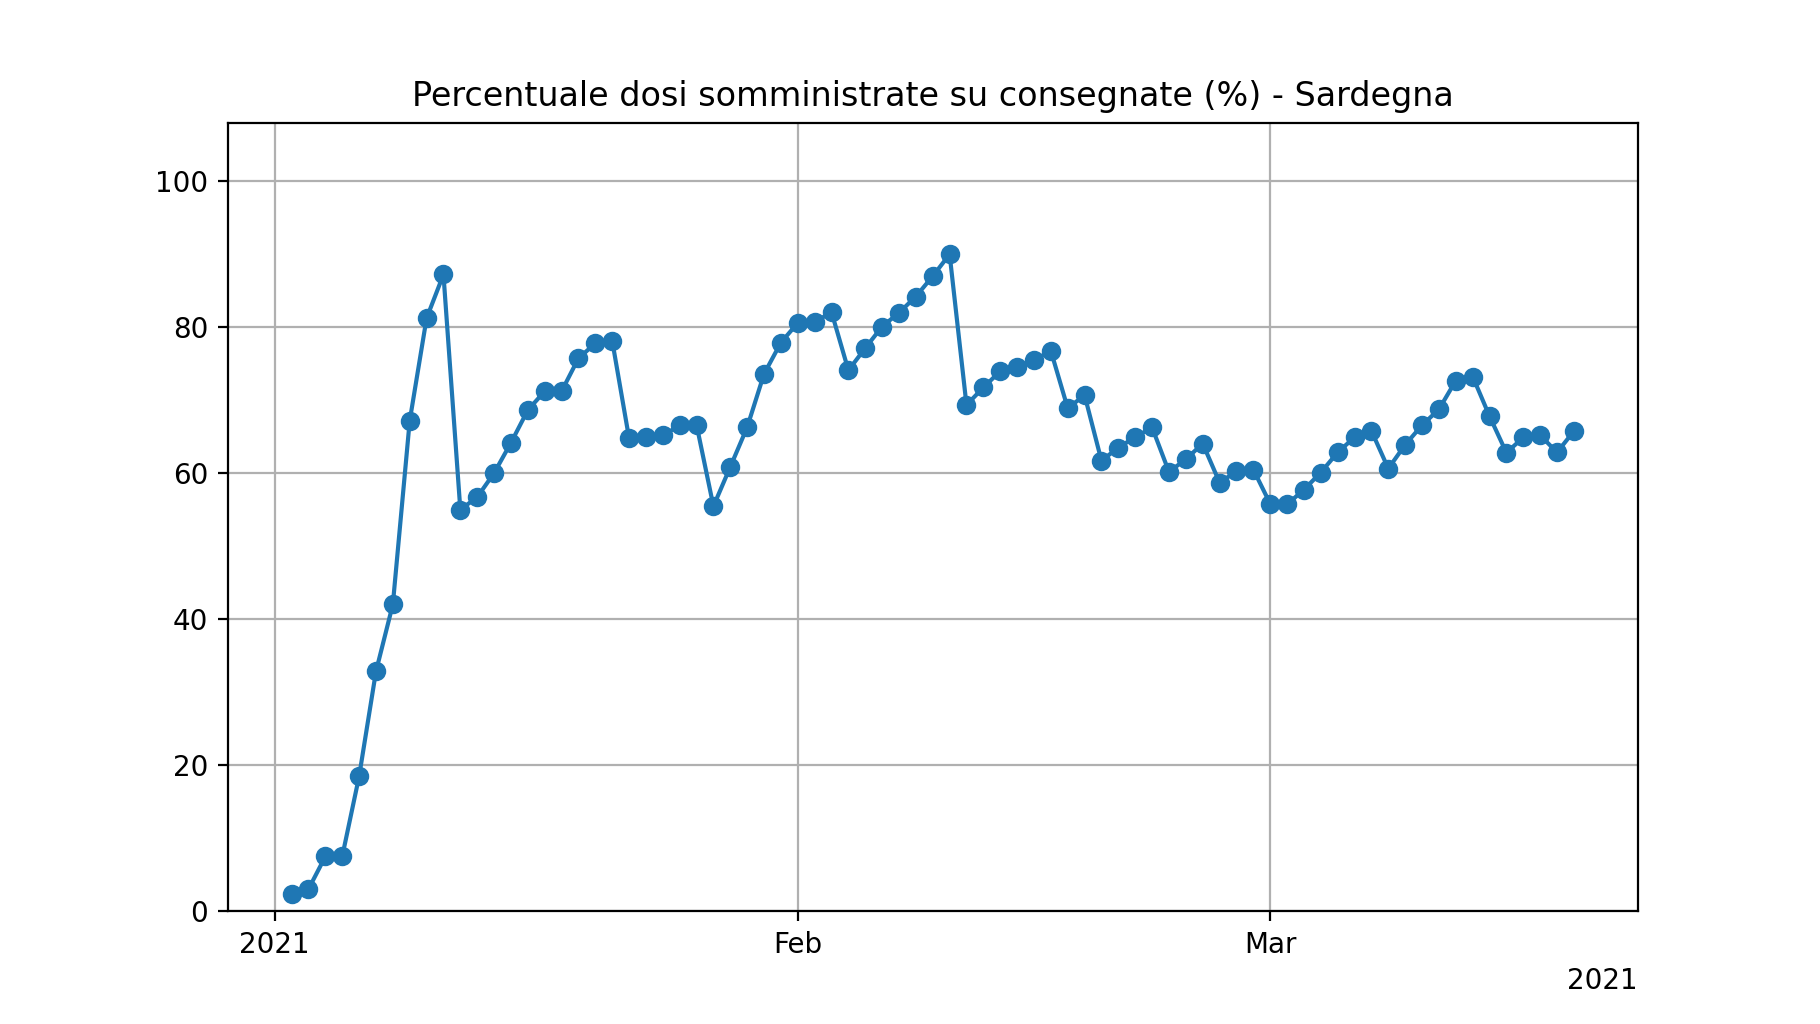 Percentuale dosi somministrate su consegnate (%) - Sardegna
100
80
60
40
20
0
2021
Feb
Mar
2021